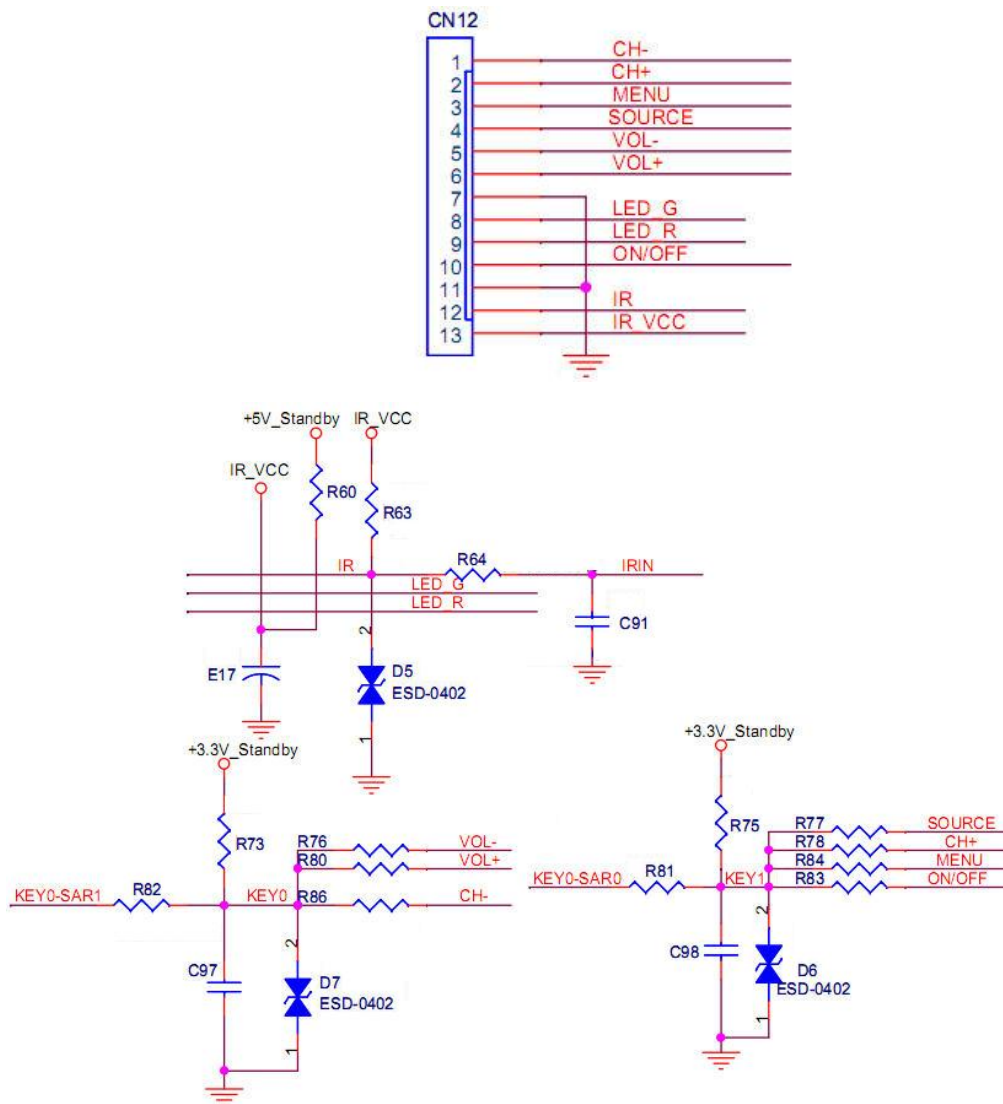 CN12
1 CH-
2 CH+
3 MENU
4 SOURCE
5 VOL-
6 VOL+
7
8 LED_G
9 LED_R
10 ON/OFF
11
12 IR
13 IR_VCC
+5V_Standby IR_VCC
IR_VCC
R60
R63
IR R64 IRIN
LED_G
LED_R
C91
2
E17
D5
ESD-0402
1
+3.3V_Standby
R73
R76 VOL-
R80 VOL+
KEY0-SAR1 R82 KEY0 R86 CH-
2
C97
D7
ESD-0402
1
+3.3V_Standby
R75
R77 SOURCE
R78 CH+
R84 MENU
KEY0-SAR0 R81 KEY1 R83 ON/OFF
2
C98
D6
ESD-0402
1